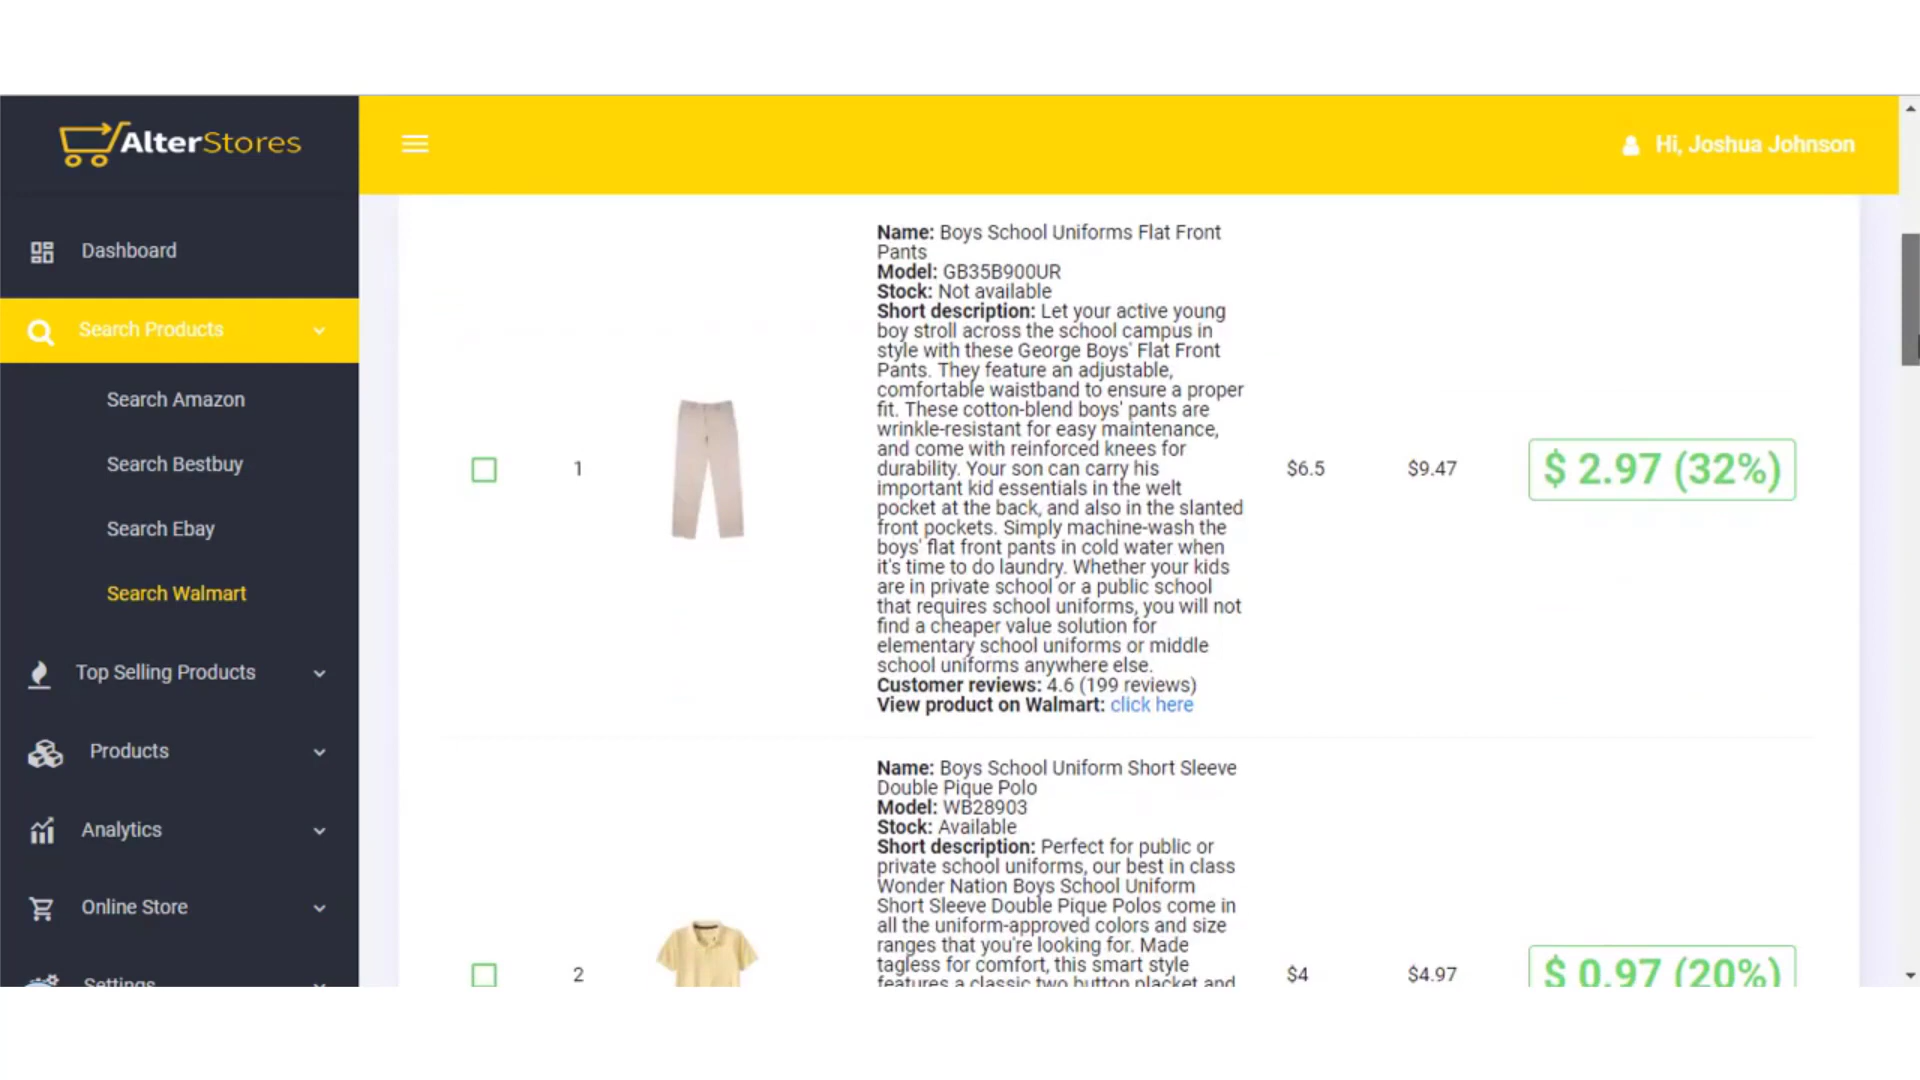 AlterStores
Hi, Joshua Johnson
Dashboard
Search Products
Search Amazon
Search Bestbuy
Search Ebay
Search Walmart
Top Selling Products
Products
Analytics
Online Store
Settings
Name: Boys School Uniforms Flat Front
Pants
Model: GB35B900UR
Stock: Not available
Short description: Let your active young
boy stroll across the school campus in
style with these George Boys' Flat Front
Pants. They feature an adjustable,
comfortable waistband to ensure a proper
fit. These cotton-blend boys' pants are
wrinkle-resistant for easy maintenance,
and come with reinforced knees for
durability. Your son can carry his
important kid essentials in the welt
pocket at the back, and also in the slanted
front pockets. Simply machine-wash the
boys' flat front pants in cold water when
it's time to do laundry. Whether your kids
are in private school or a public school
that requires school uniforms, you will not
find a cheaper value solution for
elementary school uniforms or middle
school uniforms anywhere else.
Customer reviews: 4.6 (199 reviews)
View product on Walmart: click here
1
$6.5
$9.47
$ 2.97 (32%)
Name: Boys School Uniform Short Sleeve
Double Pique Polo
Model: WB28903
Stock: Available
Short description: Perfect for public or
private school uniforms, our best in class
Wonder Nation Boys School Uniform
Short Sleeve Double Pique Polos come in
all the uniform-approved colors and size
ranges that you're looking for. Made
tagless for comfort, this smart style
features a classic two button placket and
2
$4
$4.97
$ 0.97 (20%)